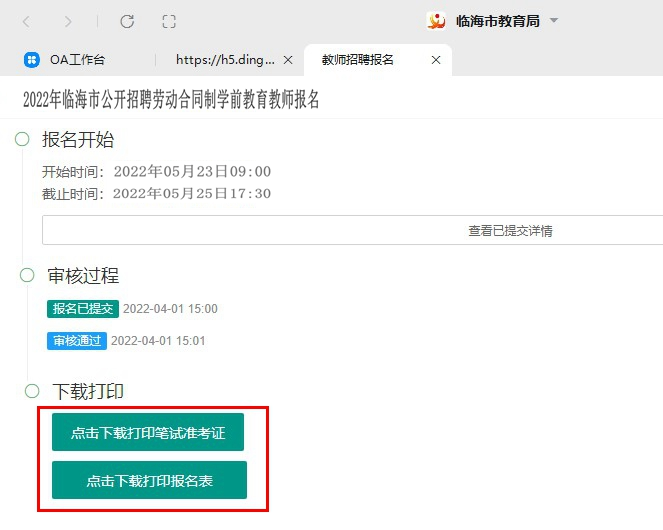 临海市教育局
OA工作台
https://h5.ding...
教师招聘报名
2022年临海市公开招聘劳动合同制学前教育教师报名
报名开始
开始时间：2022年05月23日09:00
截止时间：2022年05月25日17:30
查看已提交详情
审核过程
报名已提交 2022-04-01 15:00
审核通过 2022-04-01 15:01
下载打印
点击下载打印笔试准考证
点击下载打印报名表